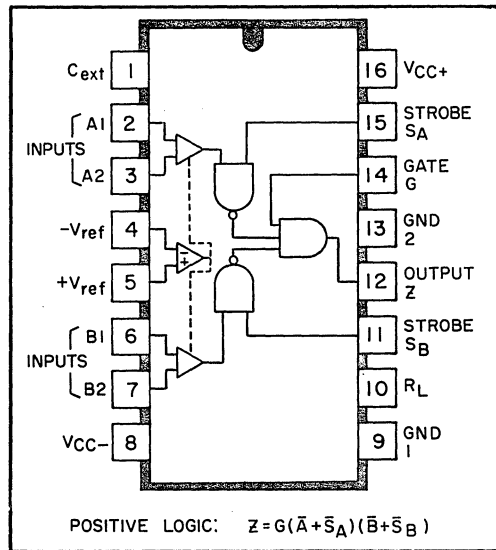 Cext 1
A1 2
INPUTS
A2 3
-Vref 4
- +
+Vref 5
B1 6
INPUTS
B2 7
VCC- 8
16 VCC+
15 STROBE SA
14 GATE G
13 GND 2
12 OUTPUT Z
11 STROBE SB
10 RL
9 GND 1
POSITIVE LOGIC: Z=G(Ā+S̄A)(B̄+S̄B)